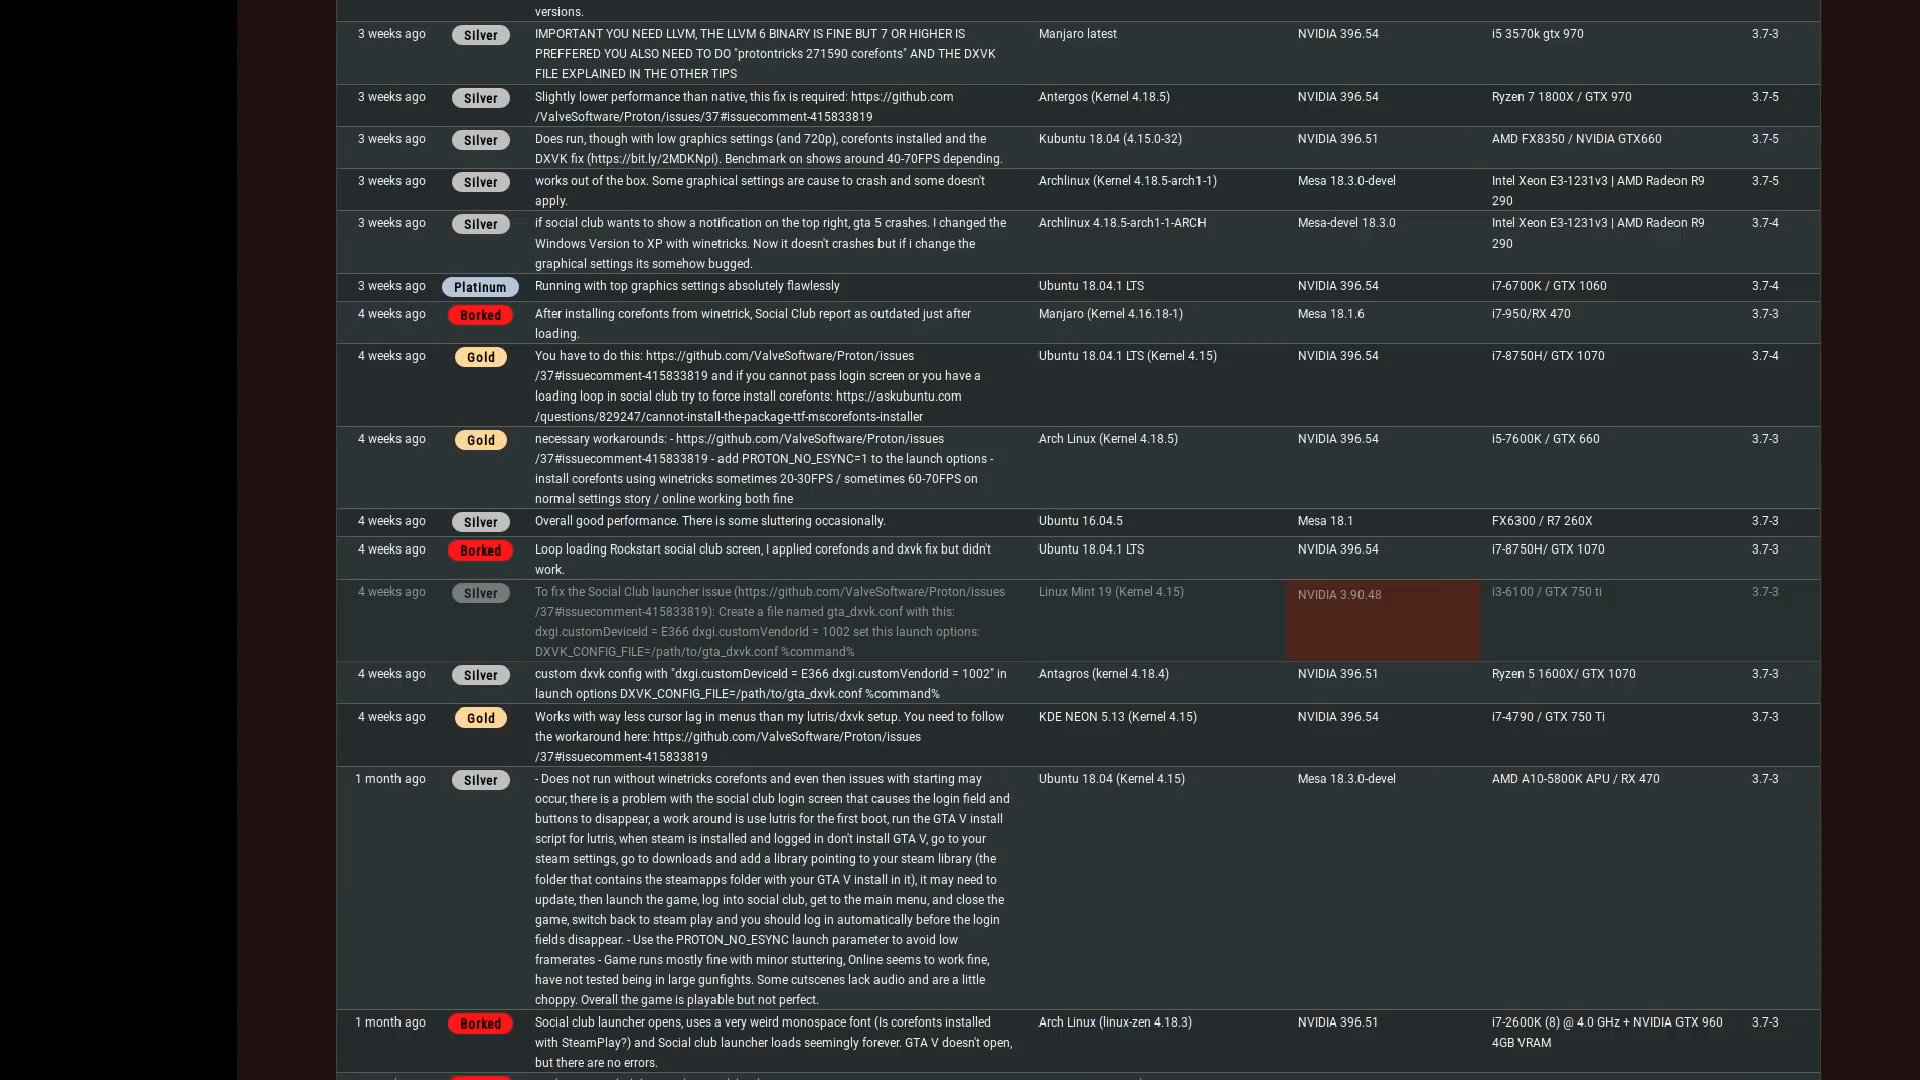 versions.
3 weeks ago Silver IMPORTANT YOU NEED LLVM, THE LLVM 6 BINARY IS FINE BUT 7 OR HIGHER IS Manjaro latest NVIDIA 396.54 i5 3570k gtx 970 3.7-3
PREFFERED YOU ALSO NEED TO DO "protontricks 271590 corefonts" AND THE DXVK
FILE EXPLAINED IN THE OTHER TIPS
3 weeks ago Silver Slightly lower performance than native, this fix is required: https://github.com Antergos (Kernel 4.18.5) NVIDIA 396.54 Ryzen 7 1800X / GTX 970 3.7-5
/ValveSoftware/Proton/issues/37#issuecomment-415833819
3 weeks ago Silver Does run, though with low graphics settings (and 720p), corefonts installed and the Kubuntu 18.04 (4.15.0-32) NVIDIA 396.51 AMD FX8350 / NVIDIA GTX660 3.7-5
DXVK fix (https://bit.ly/2MDKNpI). Benchmark on shows around 40-70FPS depending.
3 weeks ago Silver works out of the box. Some graphical settings are cause to crash and some doesn't Archlinux (Kernel 4.18.5-arch1-1) Mesa 18.3.0-devel Intel Xeon E3-1231v3 | AMD Radeon R9 3.7-5
apply. 290
3 weeks ago Silver if social club wants to show a notification on the top right, gta 5 crashes. I changed the Archlinux 4.18.5-arch1-1-ARCH Mesa-devel 18.3.0 Intel Xeon E3-1231v3 | AMD Radeon R9 3.7-4
Windows Version to XP with winetricks. Now it doesn't crashes but if i change the 290
graphical settings its somehow bugged.
3 weeks ago Platinum Running with top graphics settings absolutely flawlessly Ubuntu 18.04.1 LTS NVIDIA 396.54 i7-6700K / GTX 1060 3.7-4
4 weeks ago Borked After installing corefonts from winetrick, Social Club report as outdated just after Manjaro (Kernel 4.16.18-1) Mesa 18.1.6 i7-950/RX 470 3.7-3
loading.
4 weeks ago Gold You have to do this: https://github.com/ValveSoftware/Proton/issues Ubuntu 18.04.1 LTS (Kernel 4.15) NVIDIA 396.54 i7-8750H/ GTX 1070 3.7-4
/37#issuecomment-415833819 and if you cannot pass login screen or you have a
loading loop in social club try to force install corefonts: https://askubuntu.com
/questions/829247/cannot-install-the-package-ttf-mscorefonts-installer
4 weeks ago Gold necessary workarounds: - https://github.com/ValveSoftware/Proton/issues Arch Linux (Kernel 4.18.5) NVIDIA 396.54 i5-7600K / GTX 660 3.7-3
/37#issuecomment-415833819 - add PROTON_NO_ESYNC=1 to the launch options -
install corefonts using winetricks sometimes 20-30FPS / sometimes 60-70FPS on
normal settings story / online working both fine
4 weeks ago Silver Overall good performance. There is some sluttering occasionally. Ubuntu 16.04.5 Mesa 18.1 FX6300 / R7 260X 3.7-3
4 weeks ago Borked Loop loading Rockstart social club screen, I applied corefonds and dxvk fix but didn't Ubuntu 18.04.1 LTS NVIDIA 396.54 i7-8750H/ GTX 1070 3.7-3
work.
4 weeks ago Silver To fix the Social Club launcher issue (https://github.com/ValveSoftware/Proton/issues Linux Mint 19 (Kernel 4.15) NVIDIA 3.90.48 i3-6100 / GTX 750 ti 3.7-3
/37#issuecomment-415833819): Create a file named gta_dxvk.conf with this:
dxgi.customDeviceId = E366 dxgi.customVendorId = 1002 set this launch options:
DXVK_CONFIG_FILE=/path/to/gta_dxvk.conf %command%
4 weeks ago Silver custom dxvk config with "dxgi.customDeviceId = E366 dxgi.customVendorId = 1002" in Antagros (kernel 4.18.4) NVIDIA 396.51 Ryzen 5 1600X/ GTX 1070 3.7-3
launch options DXVK_CONFIG_FILE=/path/to/gta_dxvk.conf %command%
4 weeks ago Gold Works with way less cursor lag in menus than my lutris/dxvk setup. You need to follow KDE NEON 5.13 (Kernel 4.15) NVIDIA 396.54 i7-4790 / GTX 750 Ti 3.7-3
the workaround here: https://github.com/ValveSoftware/Proton/issues
/37#issuecomment-415833819
1 month ago Silver - Does not run without winetricks corefonts and even then issues with starting may Ubuntu 18.04 (Kernel 4.15) Mesa 18.3.0-devel AMD A10-5800K APU / RX 470 3.7-3
occur, there is a problem with the social club login screen that causes the login field and
buttons to disappear, a work around is use lutris for the first boot, run the GTA V install
script for lutris, when steam is installed and logged in don't install GTA V, go to your
steam settings, go to downloads and add a library pointing to your steam library (the
folder that contains the steamapps folder with your GTA V install in it), it may need to
update, then launch the game, log into social club, get to the main menu, and close the
game, switch back to steam play and you should log in automatically before the login
fields disappear. - Use the PROTON_NO_ESYNC launch parameter to avoid low
framerates - Game runs mostly fine with minor stuttering, Online seems to work fine,
have not tested being in large gunfights. Some cutscenes lack audio and are a little
choppy. Overall the game is playable but not perfect.
1 month ago Borked Social club launcher opens, uses a very weird monospace font (Is corefonts installed Arch Linux (linux-zen 4.18.3) NVIDIA 396.51 i7-2600K (8) @ 4.0 GHz + NVIDIA GTX 960 3.7-3
with SteamPlay?) and Social club launcher loads seemingly forever. GTA V doesn't open, 4GB VRAM
but there are no errors.